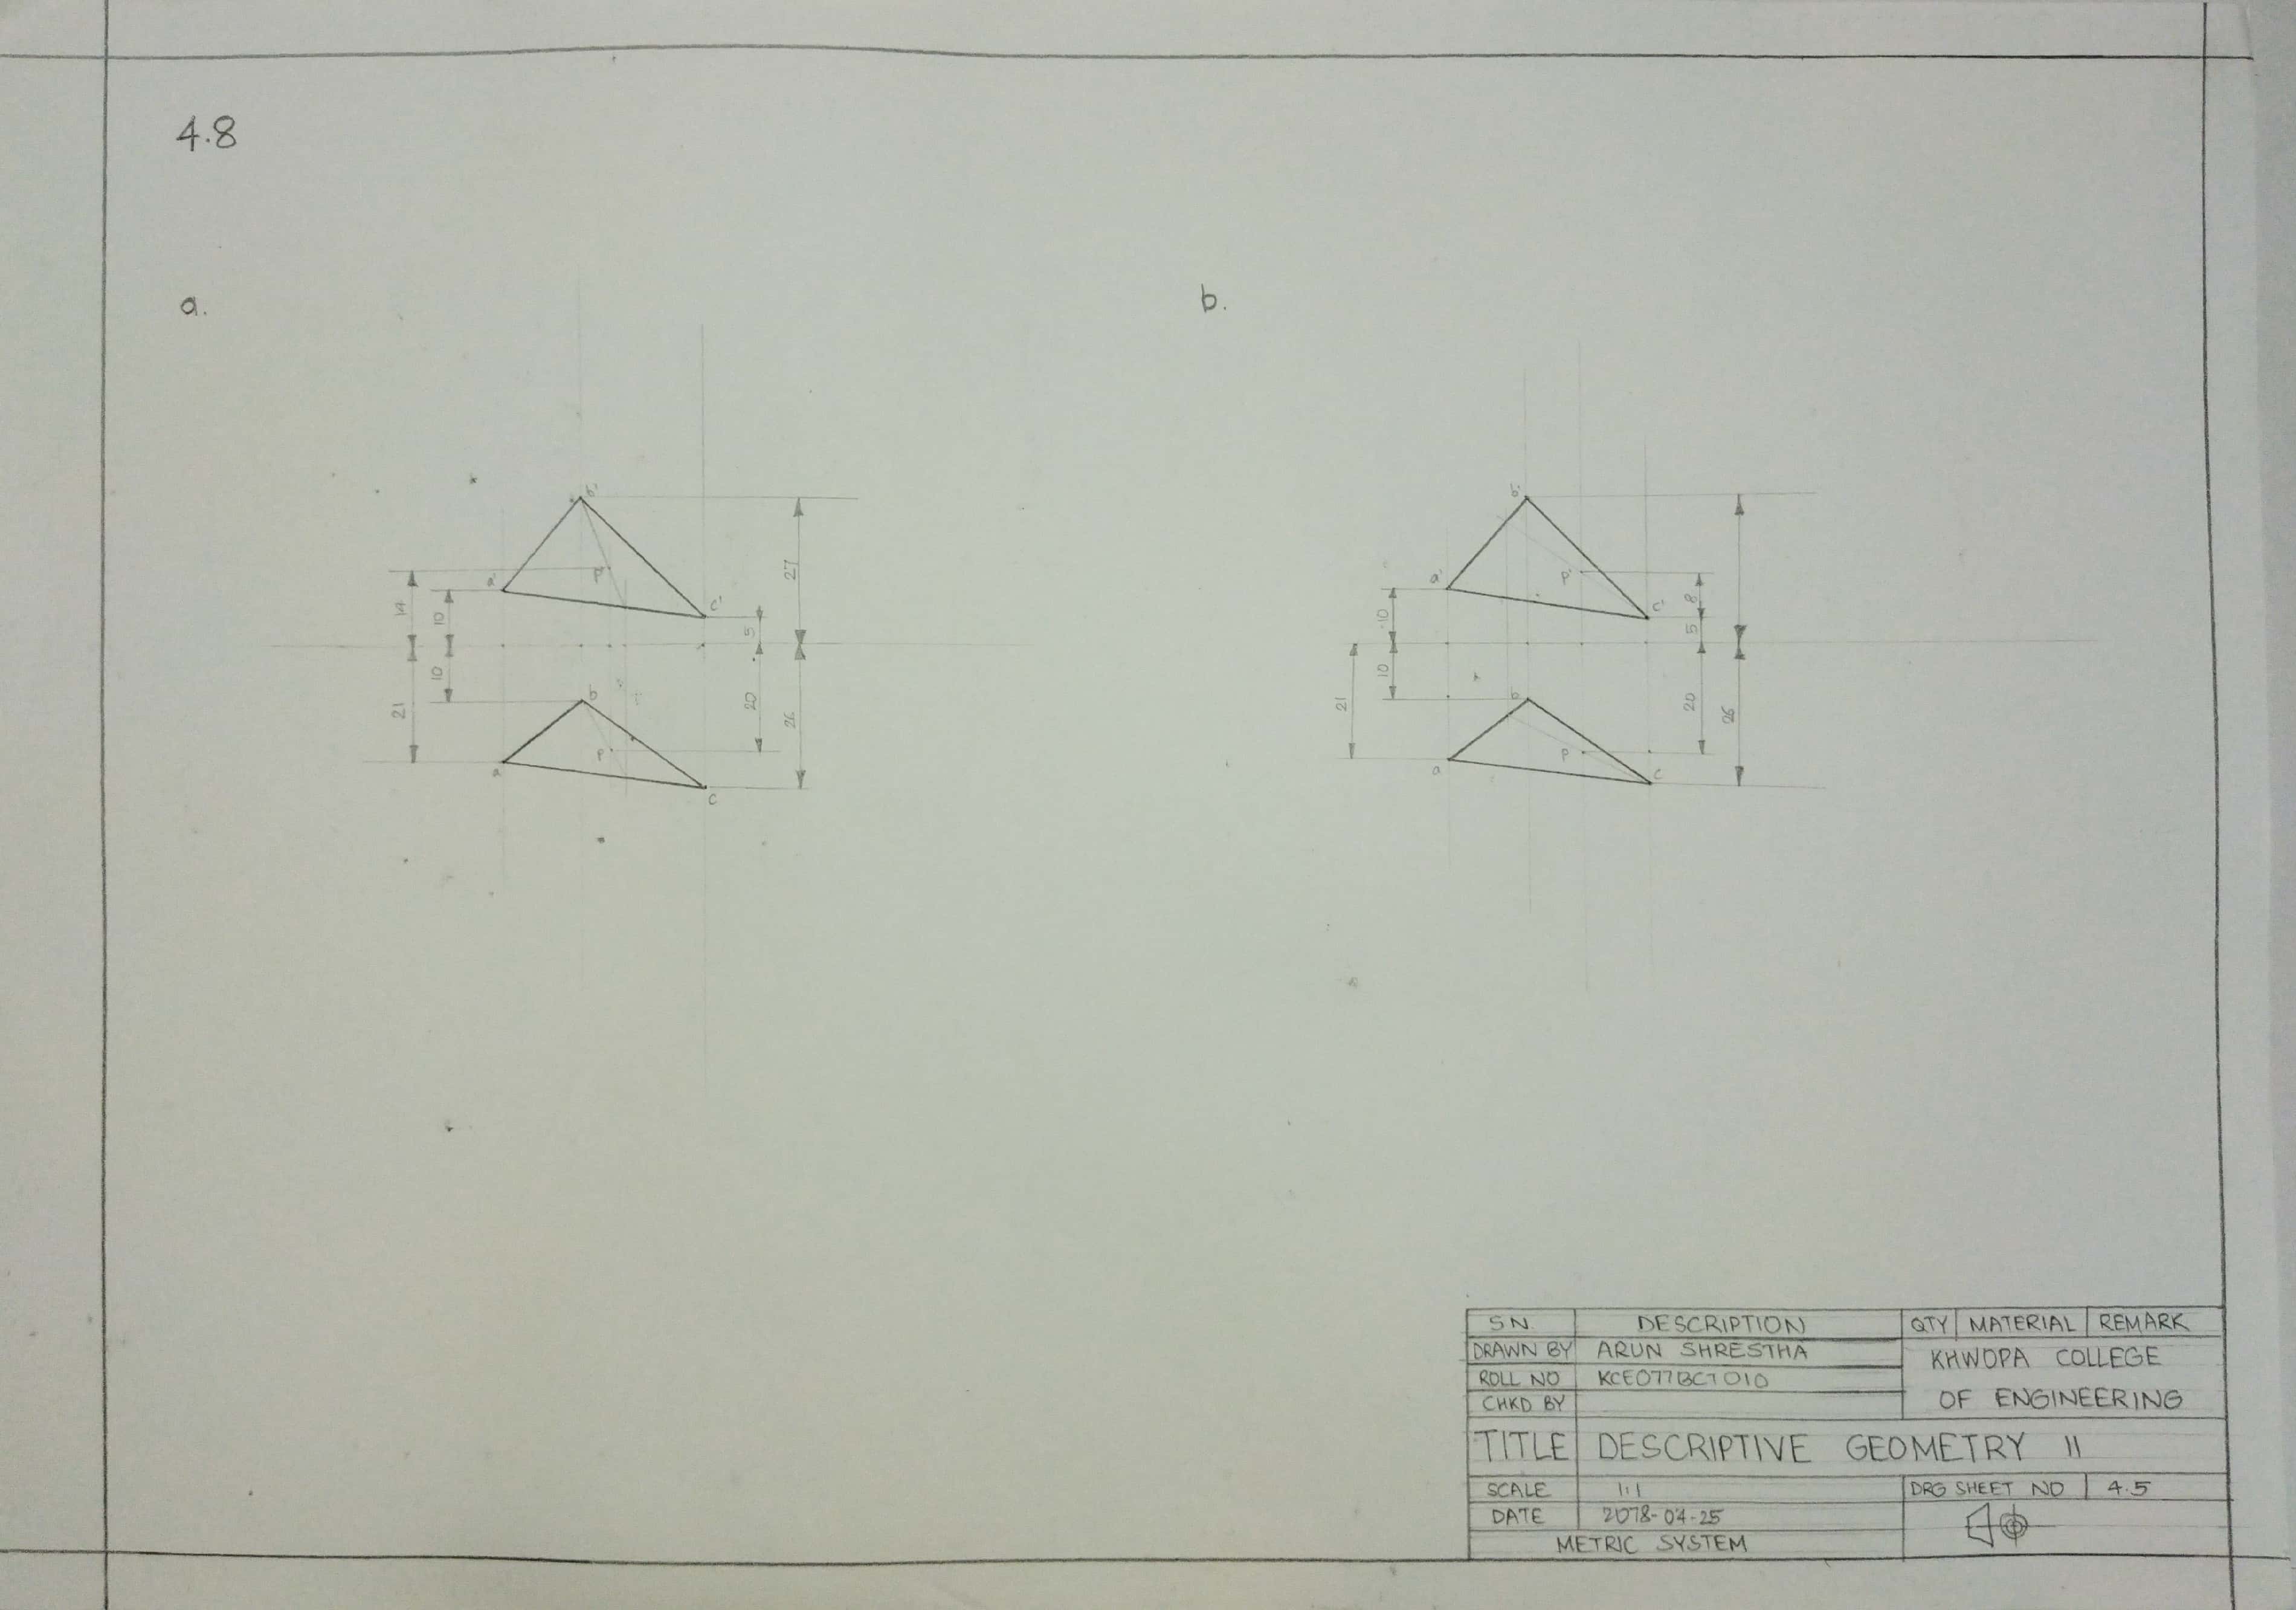 4.8
a.
b.
b'
a'
p'
c'
14
10
5
27
21
10
20
26
b
a
p
c
b'
a'
p'
c'
10
8
5
21
10
20
26
b
a
p
c
S.N. DESCRIPTION QTY MATERIAL REMARK
DRAWN BY ARUN SHRESTHA
ROLL NO KCE077BCT010
CHKD BY
KHWOPA COLLEGE
OF ENGINEERING
TITLE DESCRIPTIVE GEOMETRY II
SCALE 1:1 DRG SHEET NO 4.5
DATE 2078-04-25
METRIC SYSTEM